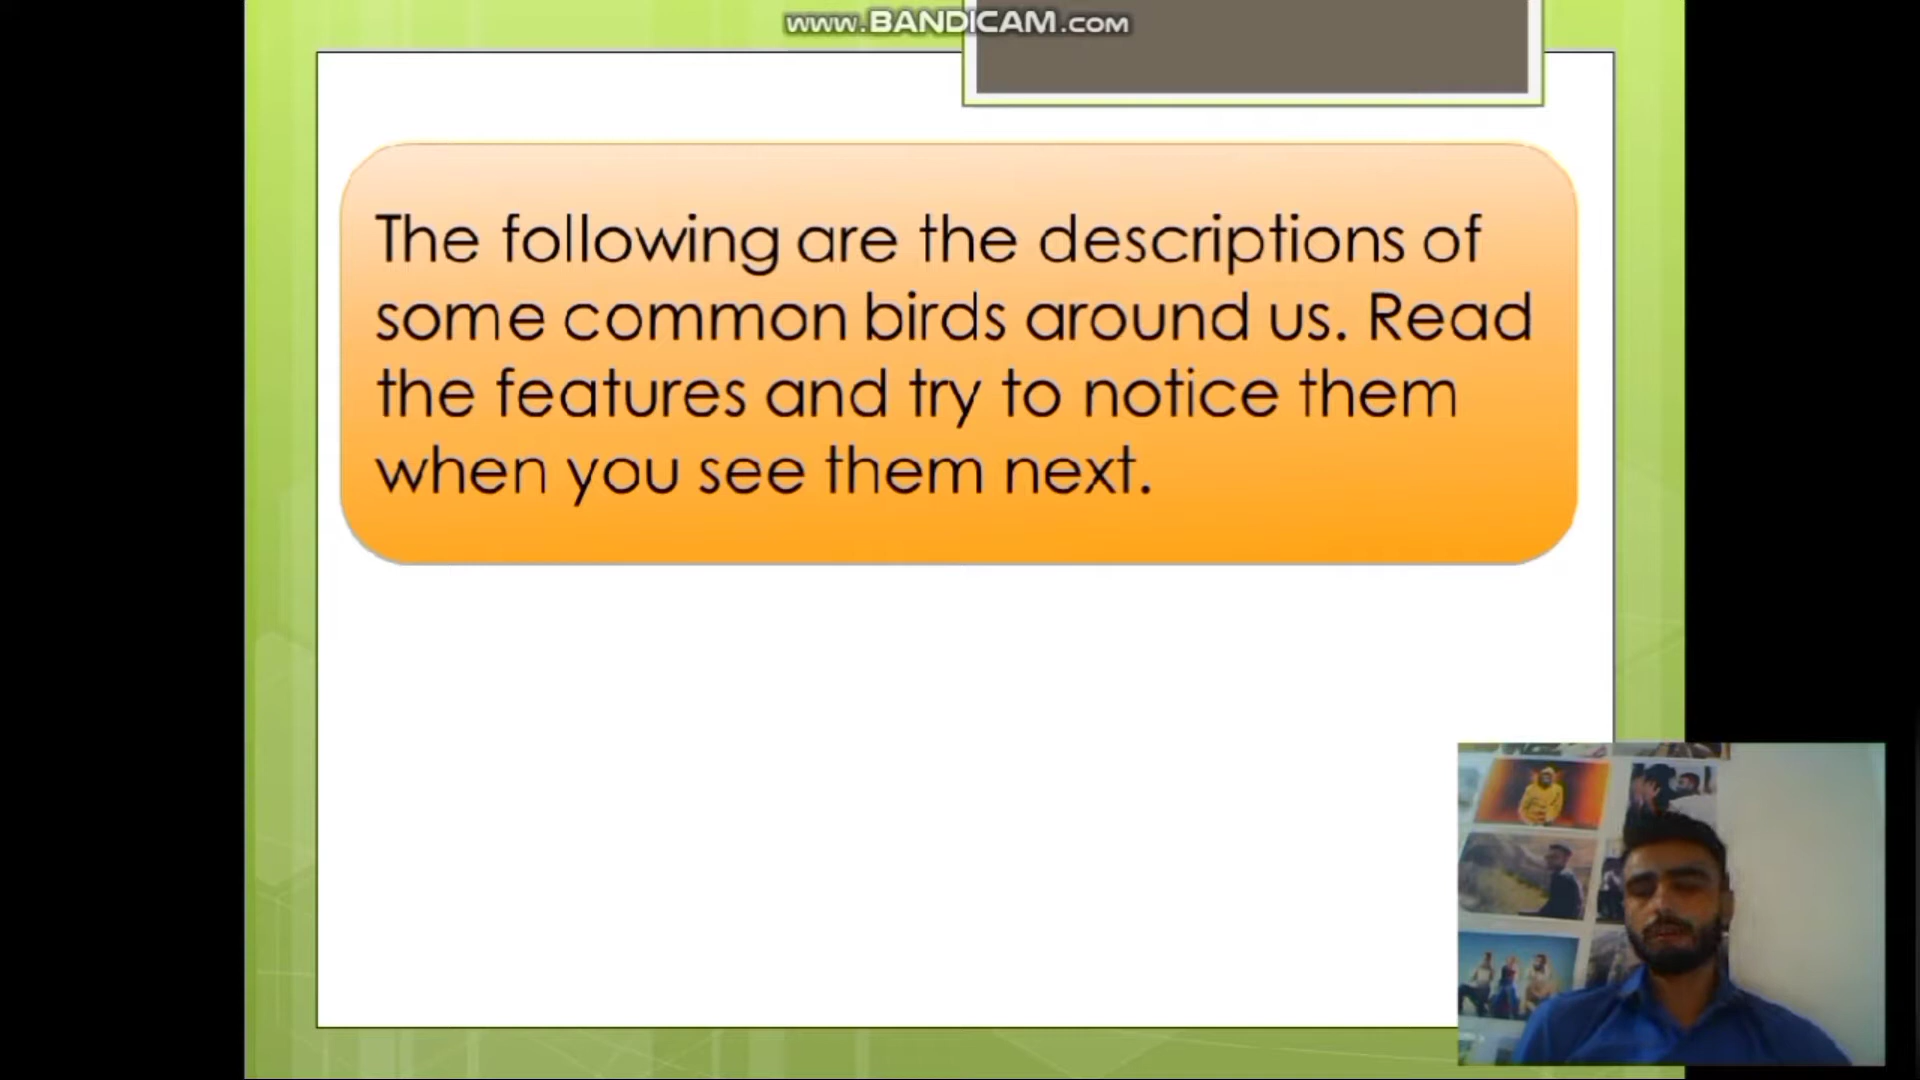 www.BANDICAM.com
The following are the descriptions of
some common birds around us. Read
the features and try to notice them
when you see them next.